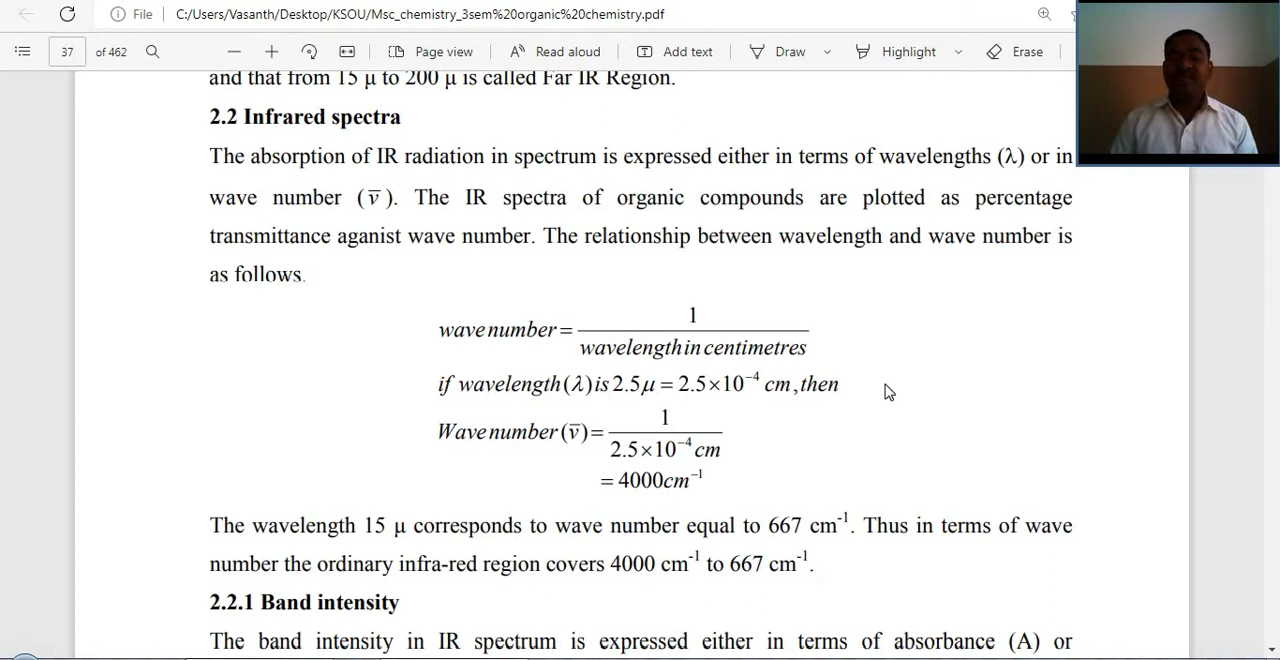 File C:/Users/Vasanth/Desktop/KSOU/Msc_chemistry_3sem%20organic%20chemistry.pdf
37 of 462 Page view Read aloud Add text Draw Highlight Erase
and that from 15 μ to 200 μ is called Far IR Region.
2.2 Infrared spectra
The absorption of IR radiation in spectrum is expressed either in terms of wavelengths (λ) or in
wave number (ν̅). The IR spectra of organic compounds are plotted as percentage
transmittance aganist wave number. The relationship between wavelength and wave number is
as follows.
wave number = 1 / wavelength in centimetres
if wavelength (λ) is 2.5μ = 2.5×10⁻⁴ cm, then
Wave number (ν̅) = 1 / 2.5×10⁻⁴ cm
= 4000cm⁻¹
The wavelength 15 μ corresponds to wave number equal to 667 cm⁻¹. Thus in terms of wave
number the ordinary infra-red region covers 4000 cm⁻¹ to 667 cm⁻¹.
2.2.1 Band intensity
The band intensity in IR spectrum is expressed either in terms of absorbance (A) or